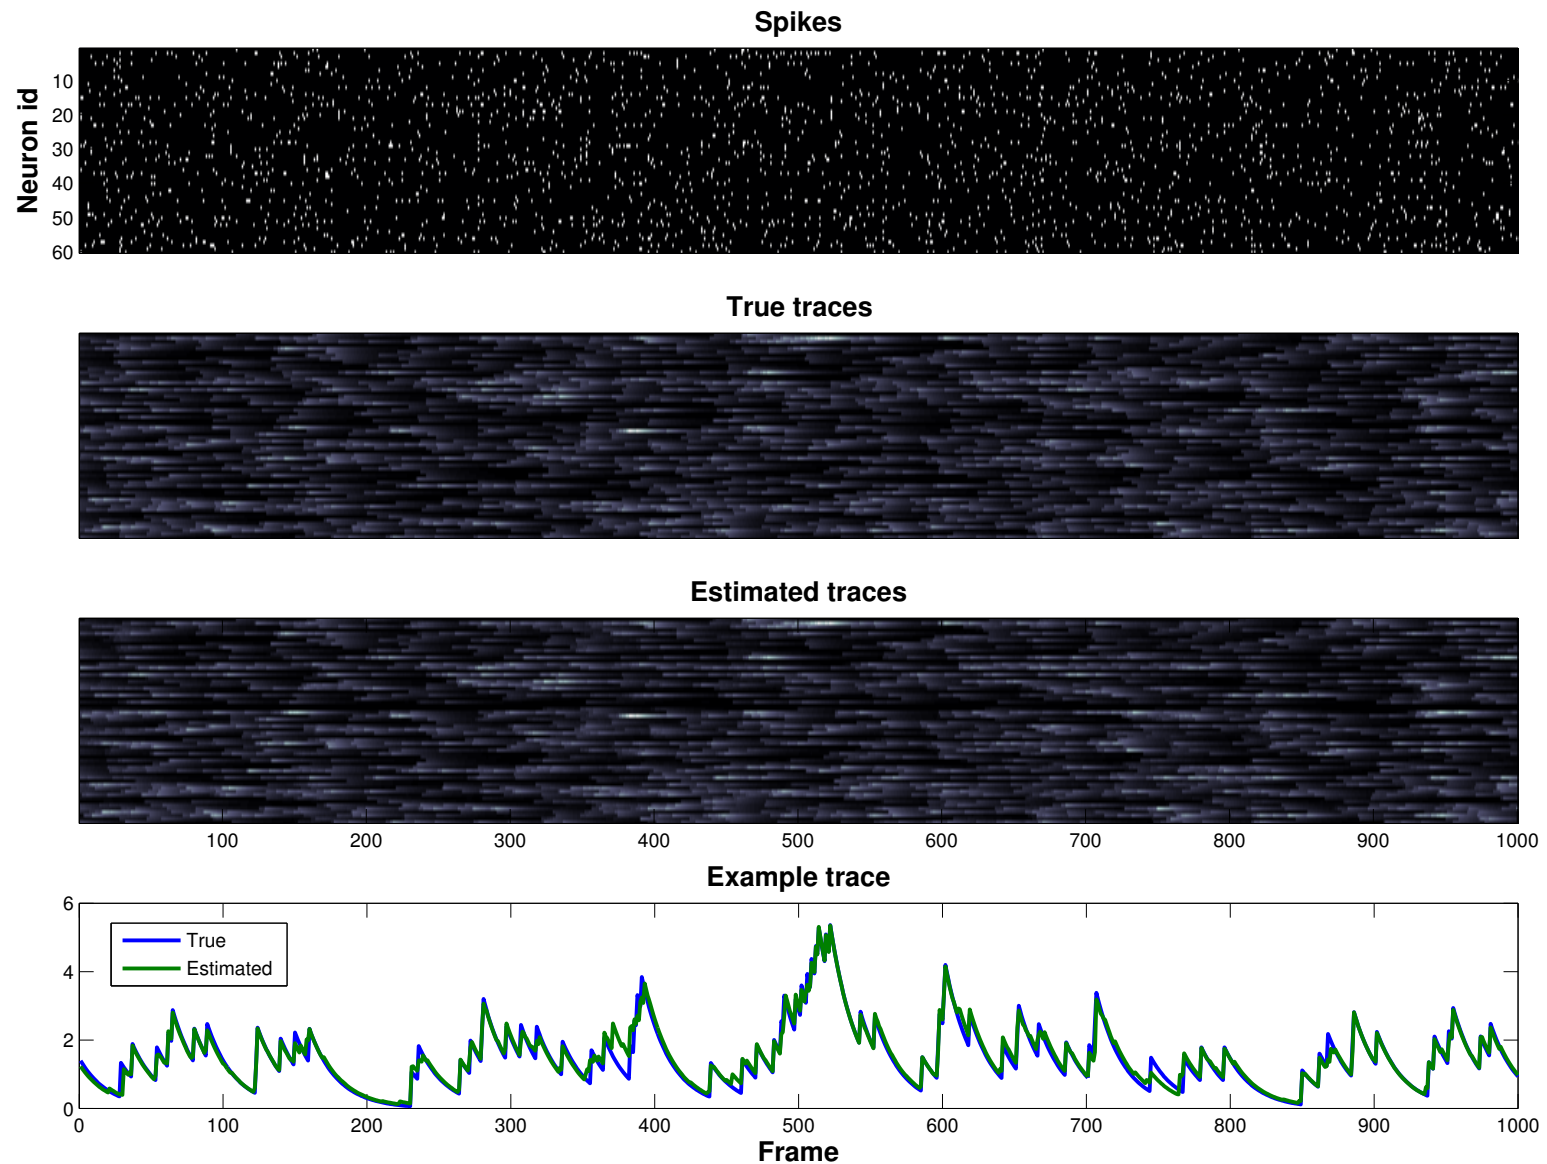 Spikes
Neuron id
10
20
30
40
50
60
True traces
Estimated traces
100 200 300 400 500 600 700 800 900 1000
Example trace
6
4
2
0
True
Estimated
0 100 200 300 400 500 600 700 800 900 1000
Frame